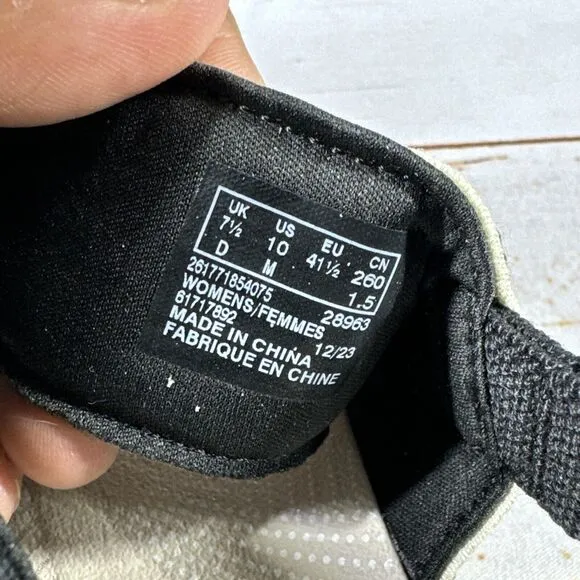 UK US EU CN
7½ 10 41½ 260
D M 1.5
261771854075
WOMENS/FEMMES 28963
61717892 12/23
MADE IN CHINA
FABRIQUE EN CHINE